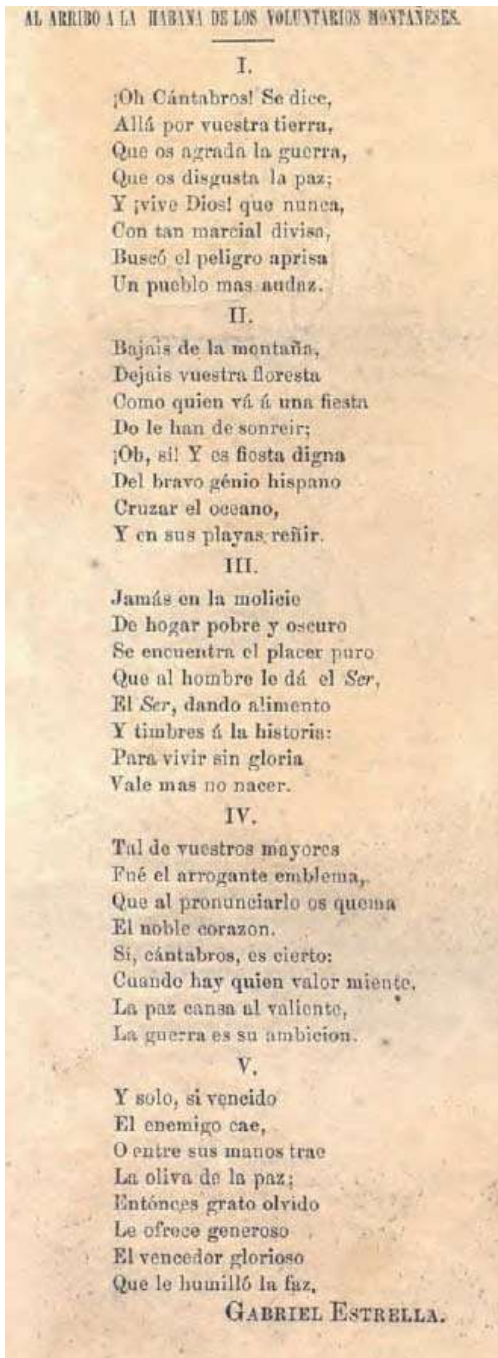 AL ARRIBO A LA HABANA DE LOS VOLUNTARIOS MONTAÑESES.
I.
¡Oh Cántabros! Se dice,
Allá por vuestra tierra,
Que os agrada la guerra,
Que os disgusta la paz;
Y ¡vive Dios! que nunca,
Con tan marcial divisa,
Buscó el peligro aprisa
Un pueblo mas audaz.
II.
Bajais de la montaña,
Dejais vuestra floresta
Como quien vá á una fiesta
Do le han de sonreir;
¡Oh, sí! Y es fiesta digna
Del bravo génio hispano
Cruzar el oceano,
Y en sus playas reñir.
III.
Jamás en la molicie
De hogar pobre y oscuro
Se encuentra el placer puro
Que al hombre le dá el Ser,
El Ser, dando alimento
Y timbres á la historia:
Para vivir sin gloria
Vale mas no nacer.
IV.
Tal de vuestros mayores
Fué el arrogante emblema,
Que al pronunciarlo os quema
El noble corazon.
Sí, cántabros, es cierto:
Cuando hay quien valor miente,
La paz cansa al valiente,
La guerra es su ambicion.
V.
Y solo, si vencido
El enemigo cae,
O entre sus manos trae
La oliva de la paz;
Entónces grato olvido
Le ofrece generoso
El vencedor glorioso
Que le humilló la faz,
GABRIEL ESTRELLA.